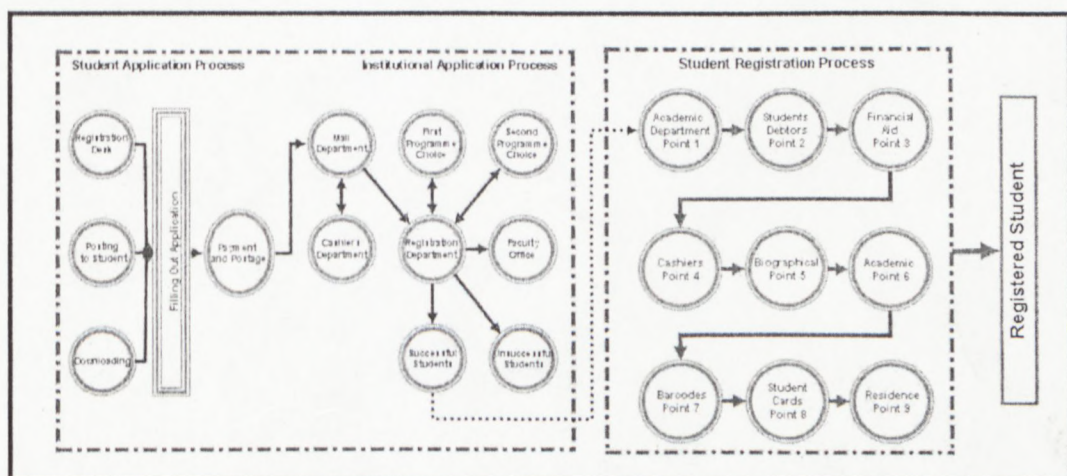 Student Application Process
Institutional Application Process
Student Registration Process
Registration
Desk
Posting
to Student
Downloading
Filling Out Application
Payment
and Postage
Mail
Department
Cashiers
Department
First
Programme
Choice
Second
Programme
Choice
Registration
Department
Faculty
Office
Successful
Students
Unsuccessful
Students
Academic
Department
Point 1
Students
Debtors
Point 2
Financial
Aid
Point 3
Cashiers
Point 4
Biographical
Point 5
Academic
Point 6
Barcodes
Point 7
Student
Cards
Point 8
Residence
Point 9
Registered Student